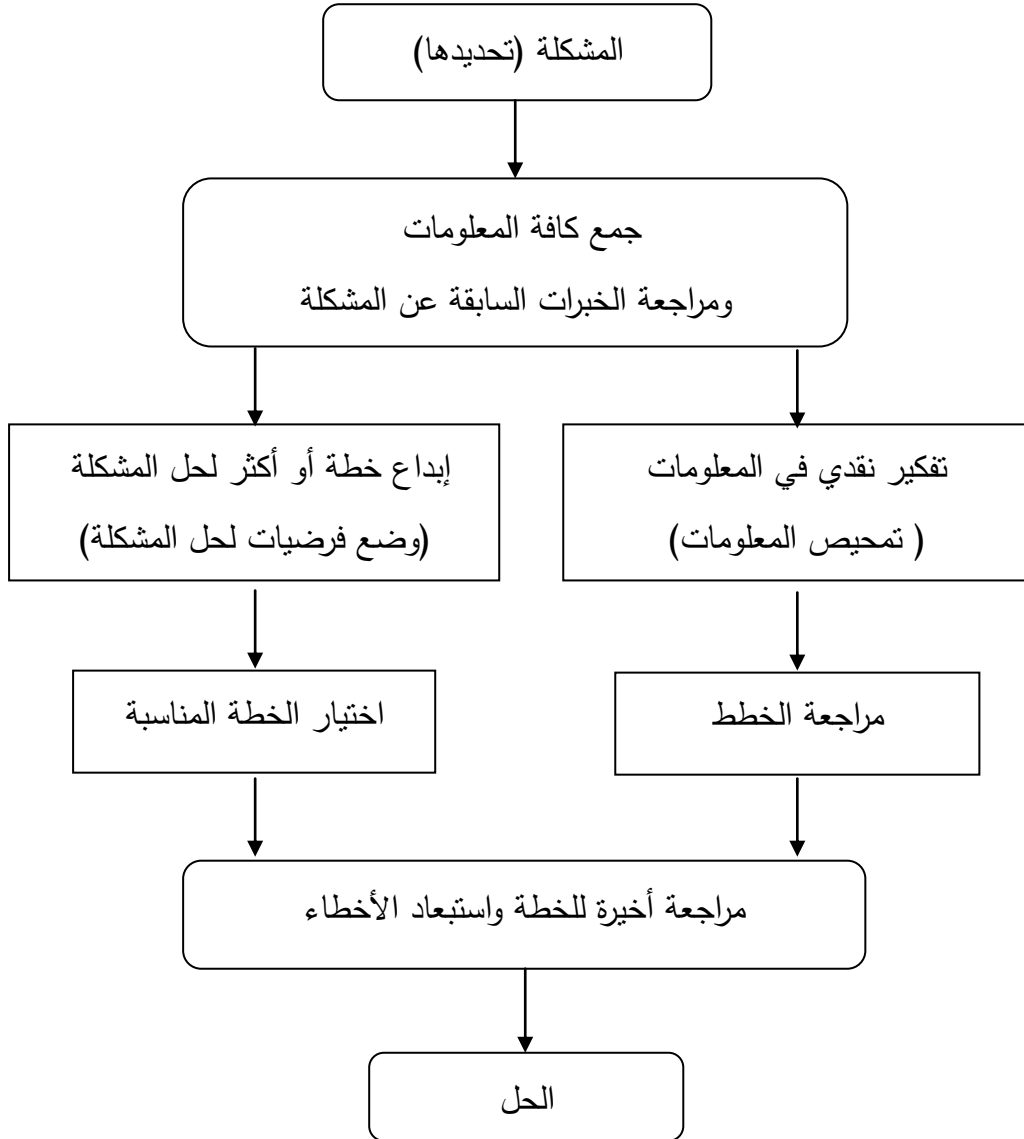 المشكلة (تحديدها)
جمع كافة المعلومات
ومراجعة الخبرات السابقة عن المشكلة
تفكير نقدي في المعلومات
( تمحيص المعلومات)
إبداع خطة أو أكثر لحل المشكلة
(وضع فرضيات لحل المشكلة)
مراجعة الخطط
اختيار الخطة المناسبة
مراجعة أخيرة للخطة واستبعاد الأخطاء
الحل